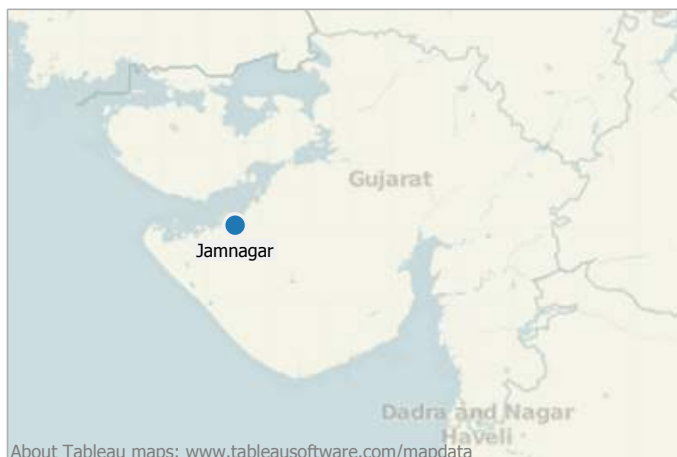 Gujarat
Jamnagar
Dadra and Nagar
Haveli
About Tableau maps: www.tableausoftware.com/mapdata